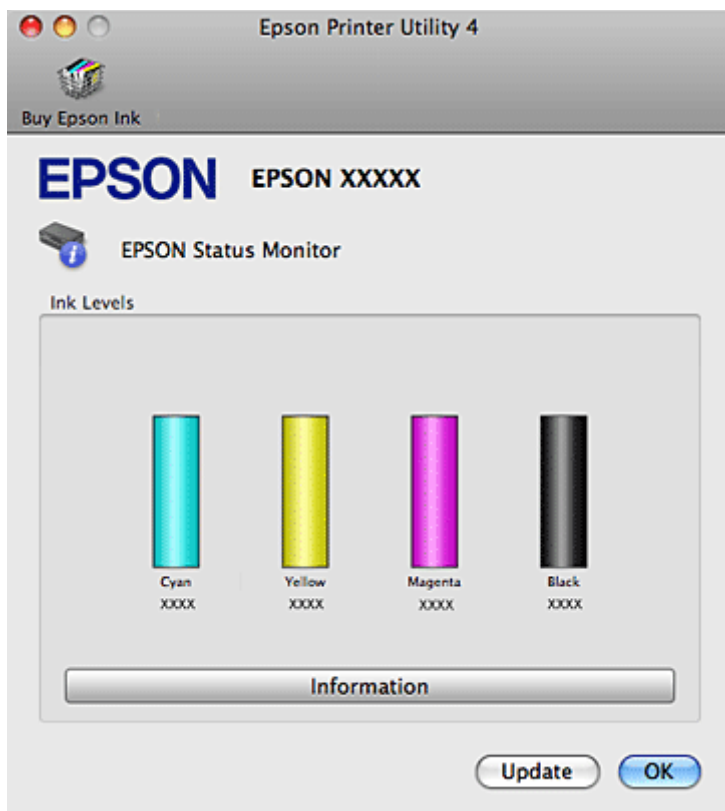 Epson Printer Utility 4
Buy Epson Ink
EPSON EPSON XXXXX
EPSON Status Monitor
Ink Levels
Cyan Yellow Magenta Black
XXXX XXXX XXXX XXXX
Information
Update OK